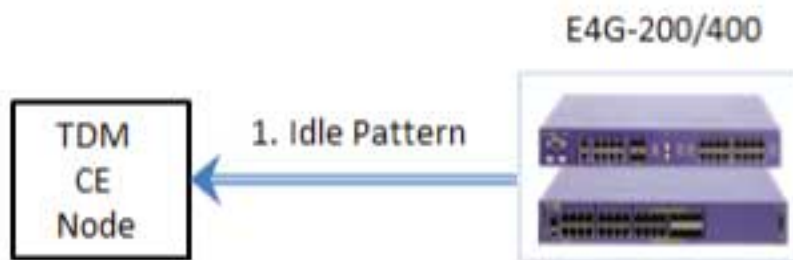 E4G-200/400
TDM
CE
Node
1. Idle Pattern